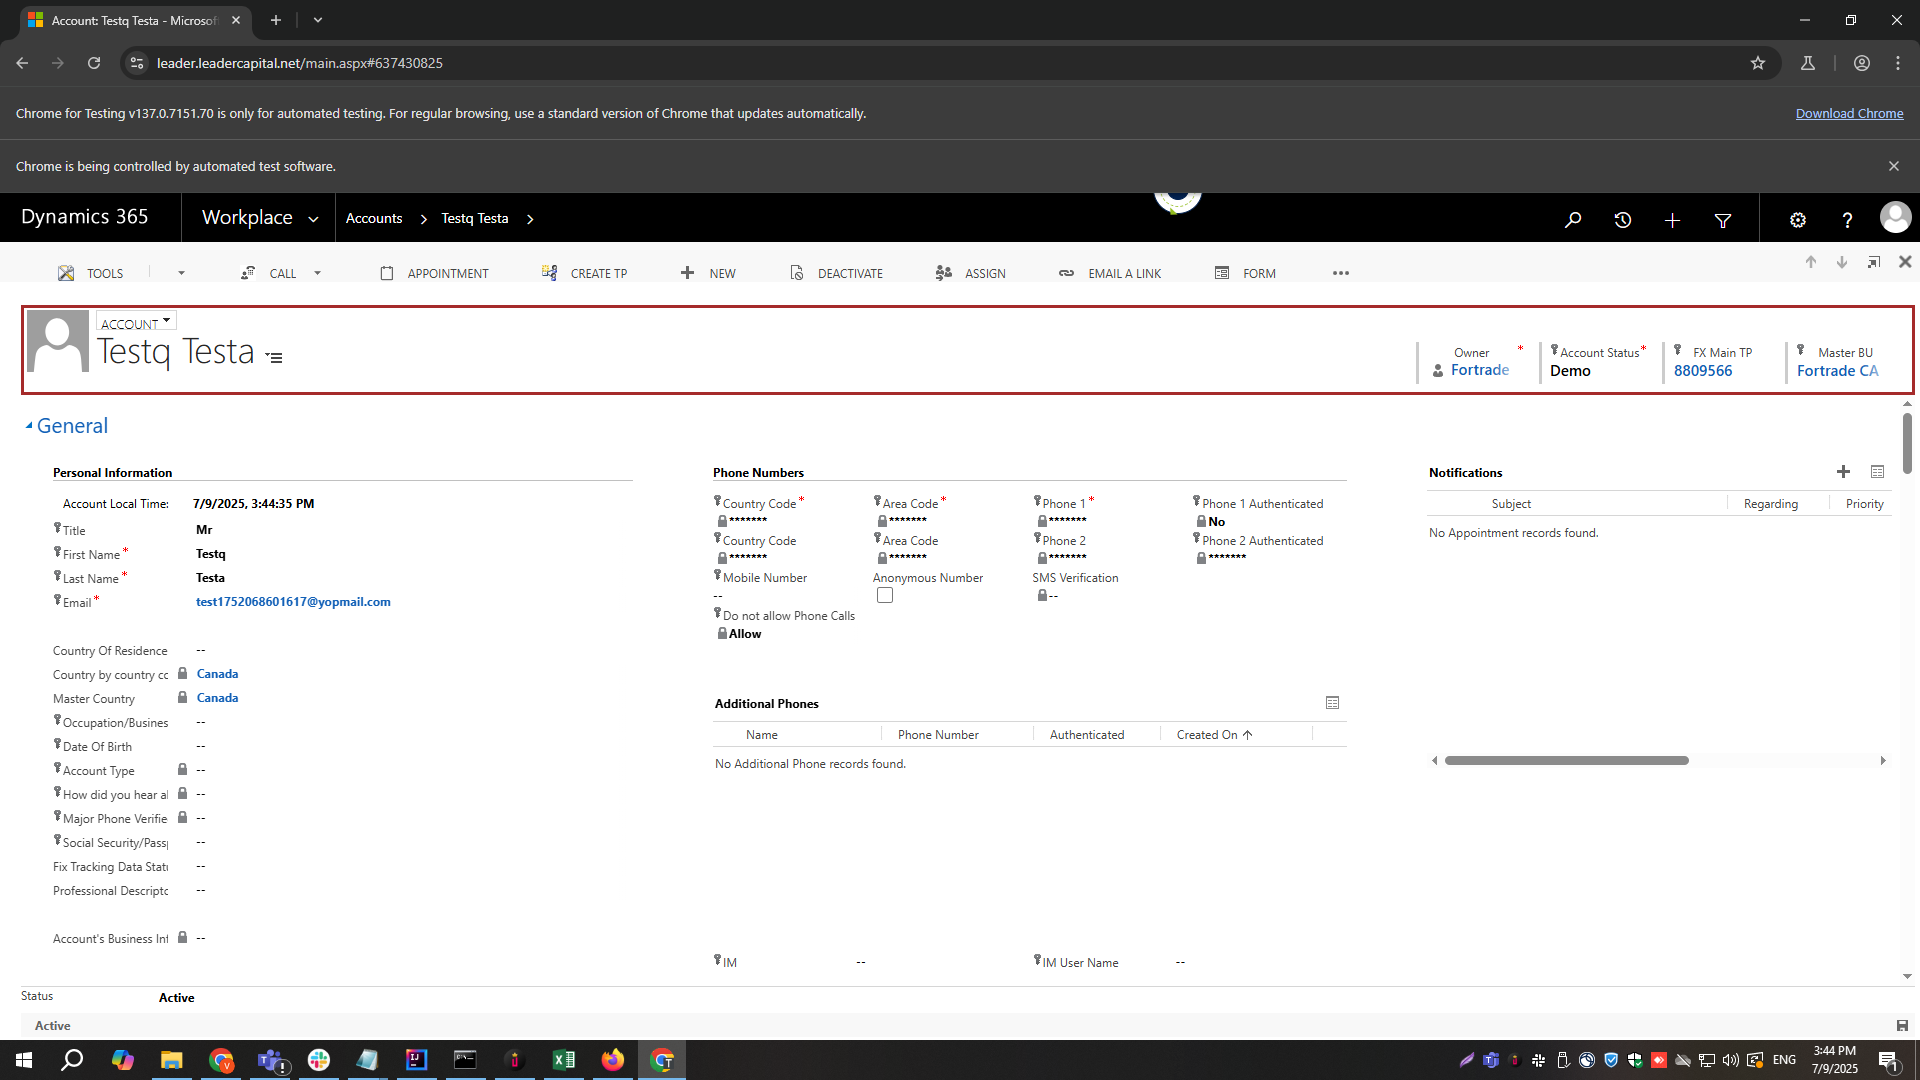 Account: Testq Testa - Microsof
leader.leadercapital.net/main.aspx#637430825
Chrome for Testing v137.0.7151.70 is only for automated testing. For regular browsing, use a standard version of Chrome that updates automatically.
Download Chrome
Chrome is being controlled by automated test software.
Dynamics 365
Workplace
Accounts
Testq Testa
TOOLS
CALL
APPOINTMENT
CREATE TP
NEW
DEACTIVATE
ASSIGN
EMAIL A LINK
FORM
ACCOUNT
Testq Testa
Owner *
Fortrade
Account Status *
Demo
FX Main TP
8809566
Master BU
Fortrade CA
General
Personal Information
Account Local Time: 7/9/2025, 3:44:35 PM
Title Mr
First Name * Testq
Last Name * Testa
Email * test1752068601617@yopmail.com
Country Of Residence --
Country by country cc Canada
Master Country Canada
Occupation/Busines --
Date Of Birth --
Account Type --
How did you hear al --
Major Phone Verifie --
Social Security/Pass --
Fix Tracking Data Statu --
Professional Descripto --
Account's Business Inf --
Phone Numbers
Country Code * Area Code * Phone 1 * Phone 1 Authenticated
******* ******* ******* No
Country Code Area Code Phone 2 Phone 2 Authenticated
******* ******* ******* *******
Mobile Number Anonymous Number SMS Verification
-- --
Do not allow Phone Calls
Allow
Additional Phones
Name Phone Number Authenticated Created On
No Additional Phone records found.
IM -- IM User Name --
Notifications
Subject Regarding Priority
No Appointment records found.
Status Active
Active
ENG
3:44 PM
7/9/2025
1